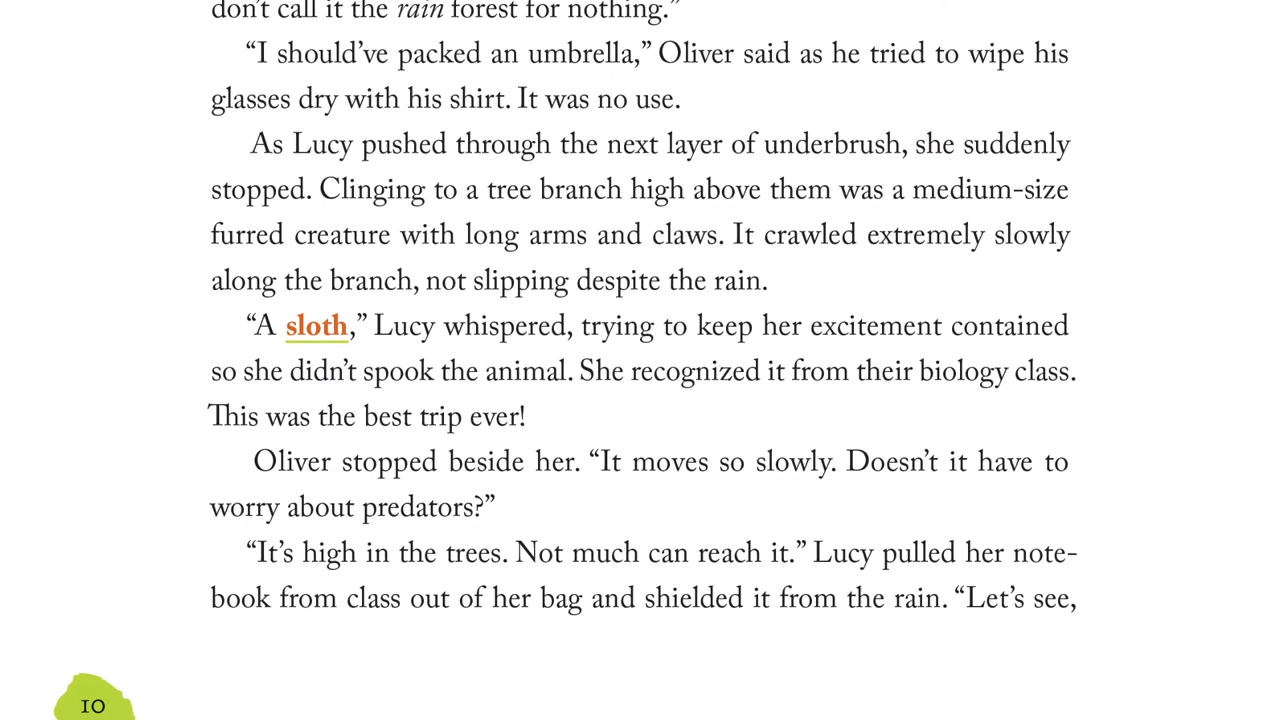 don’t call it the rain forest for nothing.”
“I should’ve packed an umbrella,” Oliver said as he tried to wipe his
glasses dry with his shirt. It was no use.
As Lucy pushed through the next layer of underbrush, she suddenly
stopped. Clinging to a tree branch high above them was a medium-size
furred creature with long arms and claws. It crawled extremely slowly
along the branch, not slipping despite the rain.
“A sloth,” Lucy whispered, trying to keep her excitement contained
so she didn’t spook the animal. She recognized it from their biology class.
This was the best trip ever!
Oliver stopped beside her. “It moves so slowly. Doesn’t it have to
worry about predators?”
“It’s high in the trees. Not much can reach it.” Lucy pulled her note-
book from class out of her bag and shielded it from the rain. “Let’s see,
10